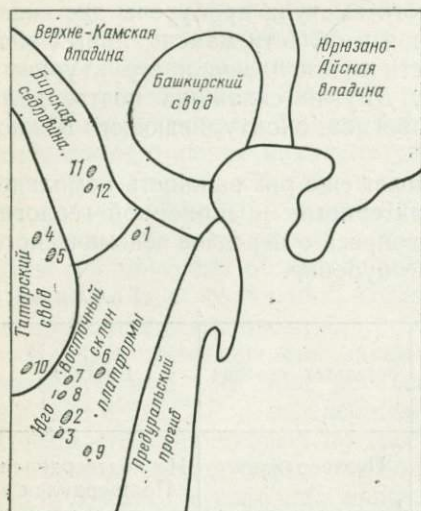 Верхне-Камская
впадина
Юрюзано-
Айская
впадина
Башкирский
свод
Бирская
седловина
11
12
4
5
1
Татарский
свод
Юго-Восточный
склон
платформы
10
6
7
8
2
3
9
Предуральский
прогиб